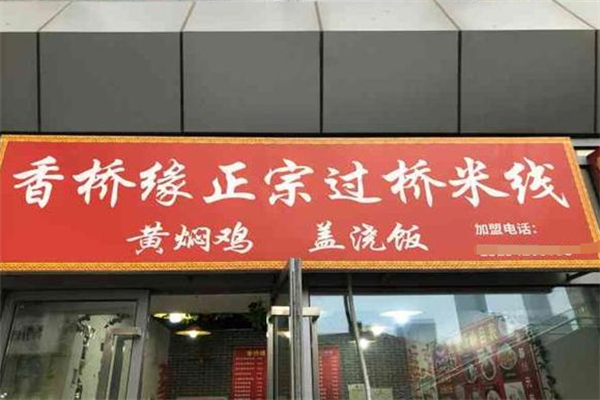 香桥缘正宗过桥米线
黄焖鸡 盖浇饭 加盟电话：